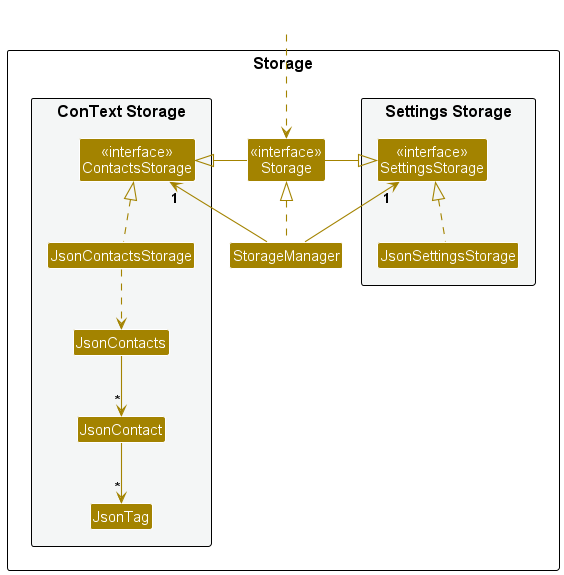 Storage
ConText Storage
Settings Storage
«interface»
ContactsStorage
«interface»
Storage
«interface»
SettingsStorage
1
1
JsonContactsStorage
StorageManager
JsonSettingsStorage
JsonContacts
*
JsonContact
*
JsonTag